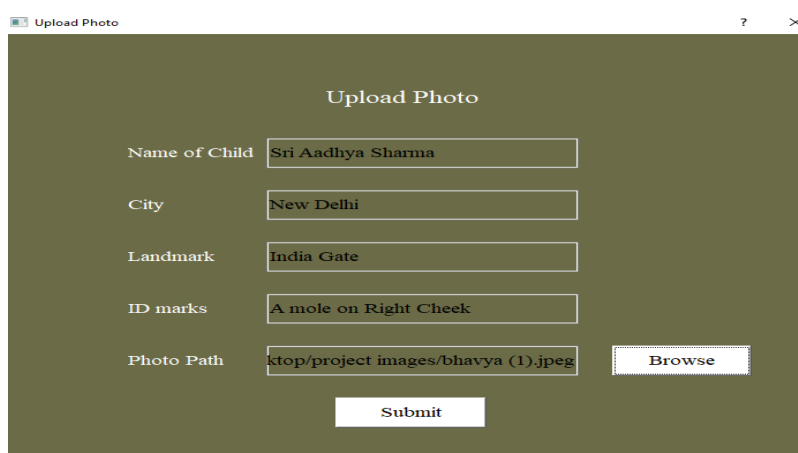 Upload Photo ?
Upload Photo
Name of Child Sri Aadhya Sharma
City New Delhi
Landmark India Gate
ID marks A mole on Right Cheek
Photo Path ktop/project images/bhavya (1).jpeg Browse
Submit